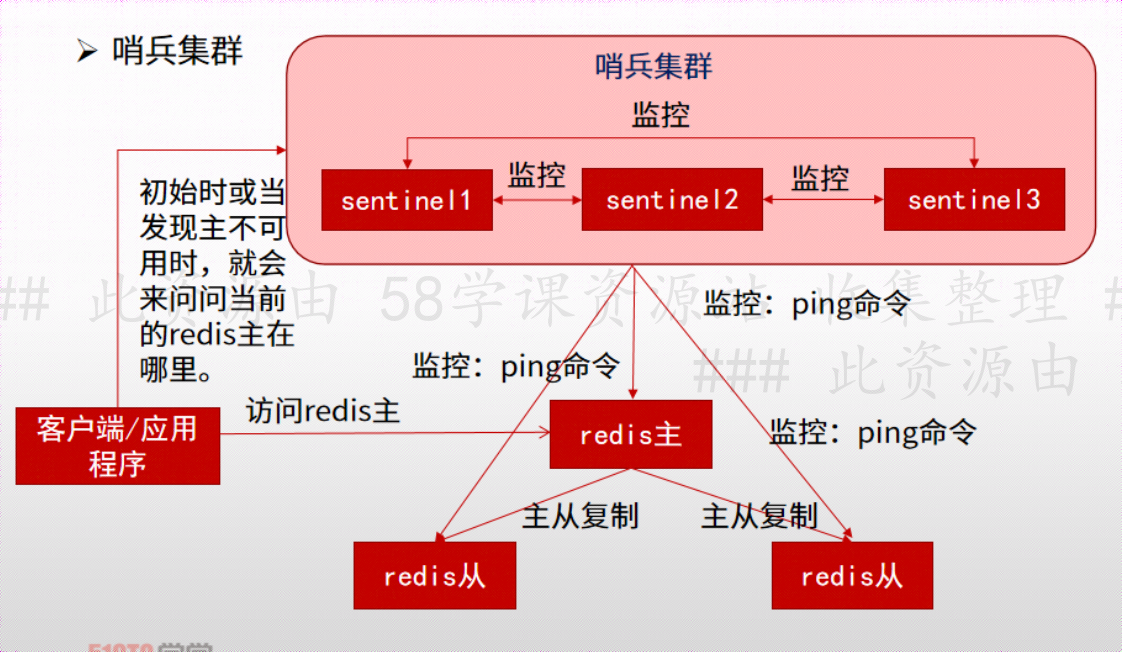 ➢ 哨兵集群
哨兵集群
监控
监控
监控
sentinel1
sentinel2
sentinel3
初始时或当
发现主不可
用时，就会
来问问当前
的redis主在
哪里。
### 此资源由 58学课资源站 收集整理 #
监控：ping命令
监控：ping命令
### 此资源由
访问redis主
客户端/应用
程序
redis主
监控：ping命令
主从复制
主从复制
redis从
redis从